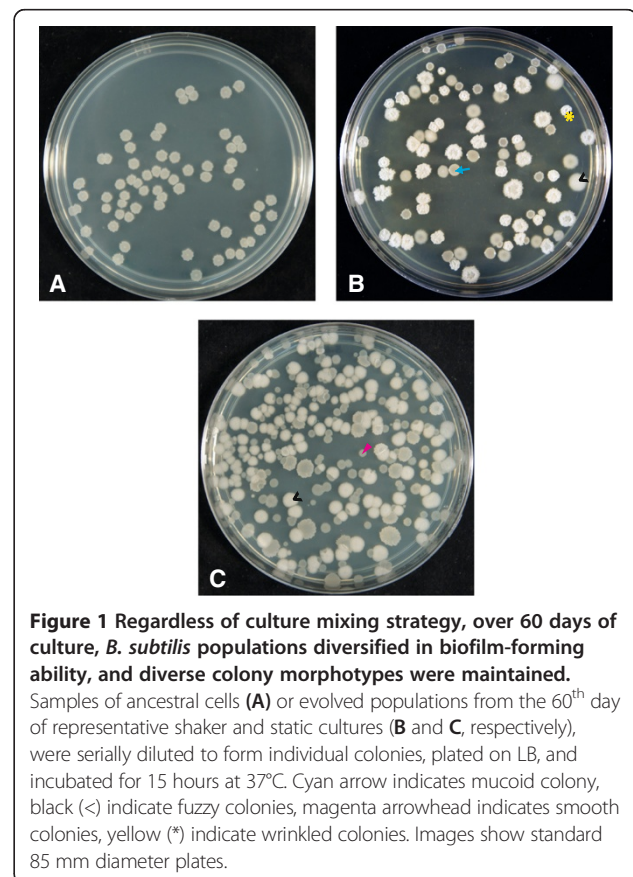 A
B
*
<
<
C
Figure 1 Regardless of culture mixing strategy, over 60 days of
culture, B. subtilis populations diversified in biofilm-forming
ability, and diverse colony morphotypes were maintained.
Samples of ancestral cells (A) or evolved populations from the 60th day
of representative shaker and static cultures (B and C, respectively),
were serially diluted to form individual colonies, plated on LB, and
incubated for 15 hours at 37°C. Cyan arrow indicates mucoid colony,
black (<) indicate fuzzy colonies, magenta arrowhead indicates smooth
colonies, yellow (*) indicate wrinkled colonies. Images show standard
85 mm diameter plates.